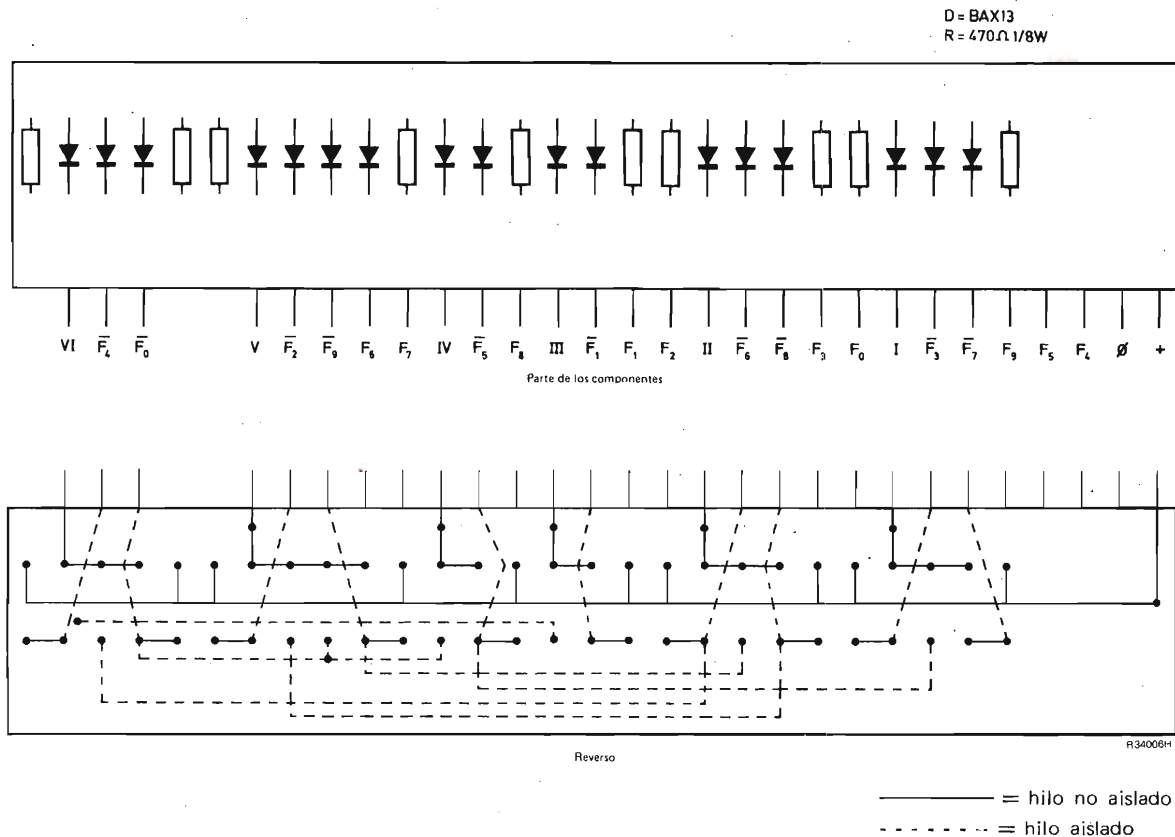 D = BAX13
R = 470Ω 1/8W
VI F̅₄ F̅₀ V F̅₂ F̅₉ F₆ F₇ IV F̅₅ F₈ III F̅₁ F₁ F₂ II F̅₆ F̅₈ F₃ F₀ I F̅₃ F̅₇ F₉ F₅ F₄ Ø +
Parte de los componentes
Reverso
R34006H
= hilo no aislado
= hilo aislado